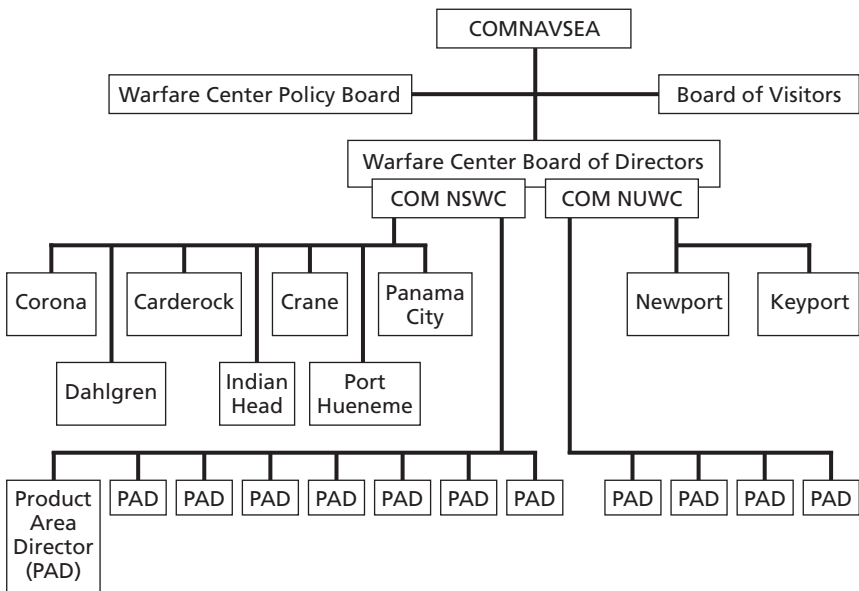 COMNAVSEA
Warfare Center Policy Board
Board of Visitors
Warfare Center Board of Directors
COM NSWC
COM NUWC
Corona
Carderock
Crane
Panama
City
Newport
Keyport
Dahlgren
Indian
Head
Port
Hueneme
Product
Area
Director
(PAD)
PAD
PAD
PAD
PAD
PAD
PAD
PAD
PAD
PAD
PAD
PAD